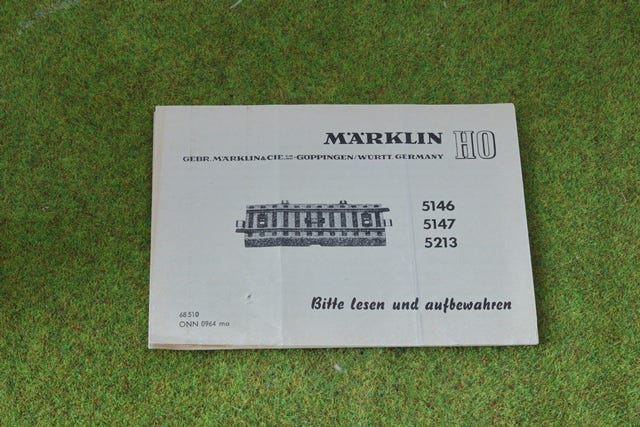 MÄRKLIN HO
GEBR. MÄRKLIN & CIE. GÖPPINGEN/WÜRTT. GERMANY
5146
5147
5213
Bitte lesen und aufbewahren
68 510
ONN 0964 ma